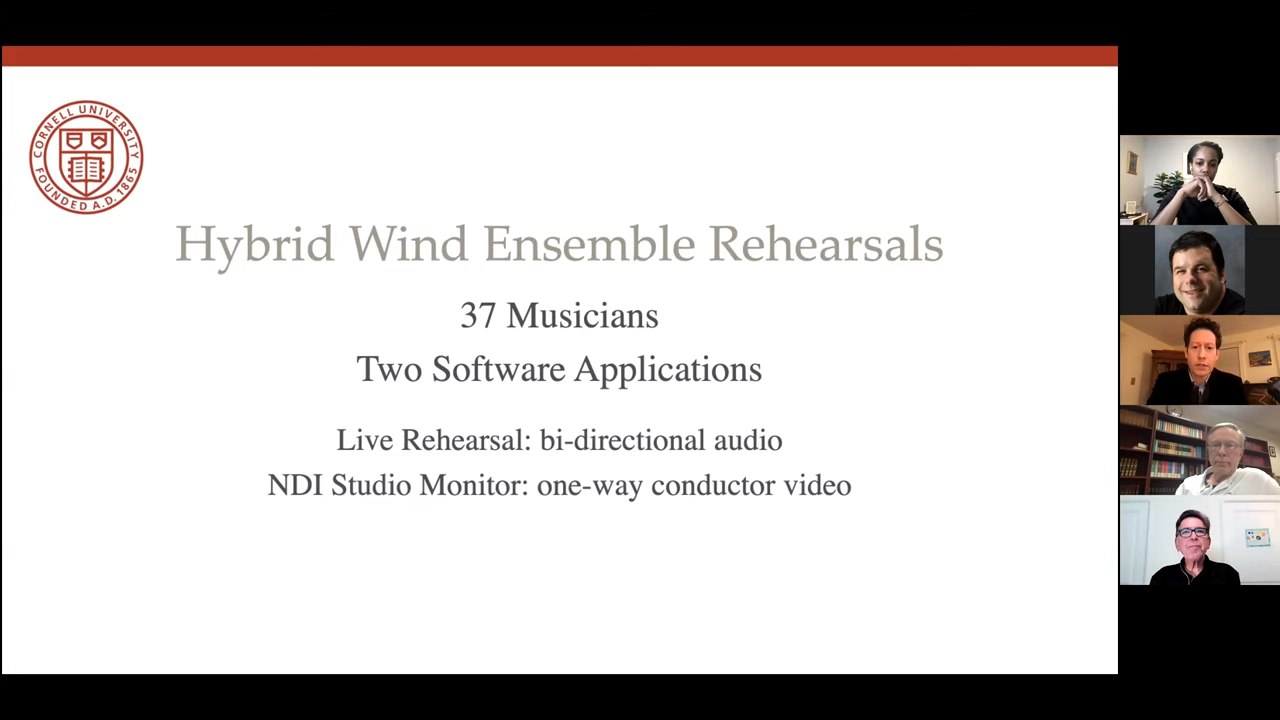 CORNELL UNIVERSITY
FOUNDED A.D. 1865
Hybrid Wind Ensemble Rehearsals
37 Musicians
Two Software Applications
Live Rehearsal: bi-directional audio
NDI Studio Monitor: one-way conductor video